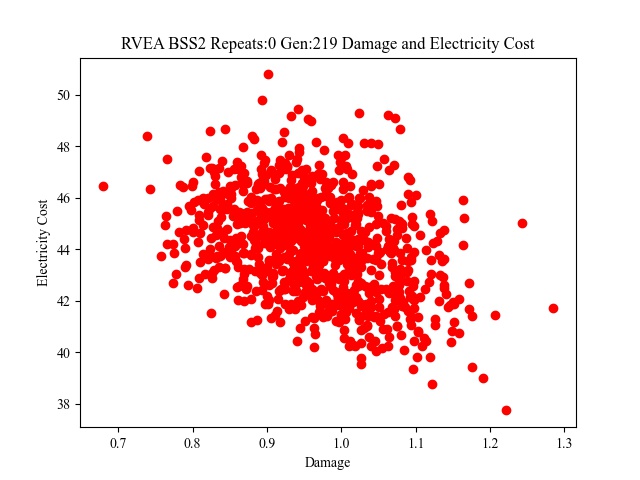 RVEA BSS2 Repeats:0 Gen:219 Damage and Electricity Cost
50
48
46
44
42
40
38
Electricity Cost
0.7 0.8 0.9 1.0 1.1 1.2 1.3
Damage